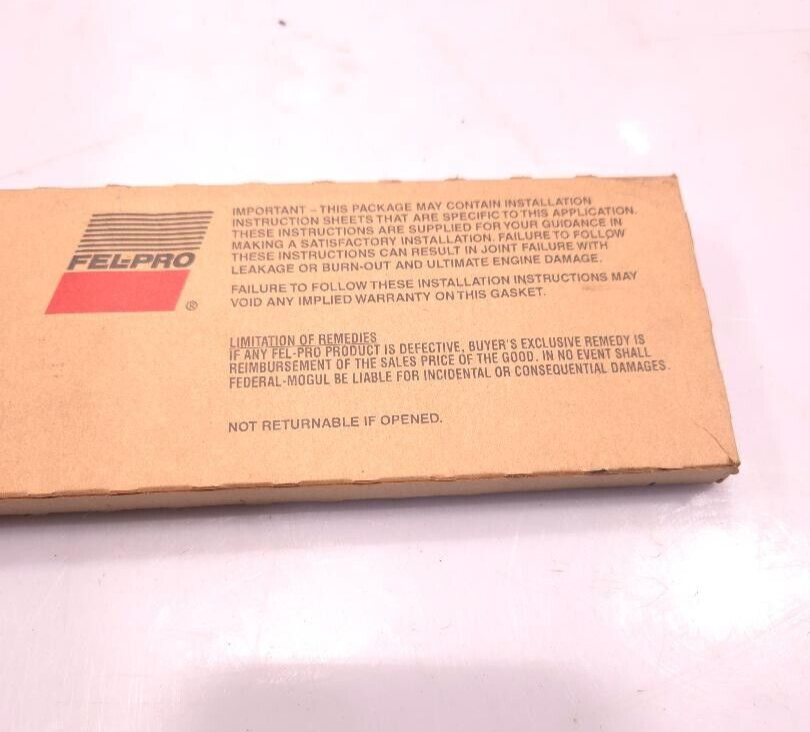 FEL-PRO
®
IMPORTANT – THIS PACKAGE MAY CONTAIN INSTALLATION
INSTRUCTION SHEETS THAT ARE SPECIFIC TO THIS APPLICATION.
THESE INSTRUCTIONS ARE SUPPLIED FOR YOUR GUIDANCE IN
MAKING A SATISFACTORY INSTALLATION. FAILURE TO FOLLOW
THESE INSTRUCTIONS CAN RESULT IN JOINT FAILURE WITH
LEAKAGE OR BURN-OUT AND ULTIMATE ENGINE DAMAGE.
FAILURE TO FOLLOW THESE INSTALLATION INSTRUCTIONS MAY
VOID ANY IMPLIED WARRANTY ON THIS GASKET.
LIMITATION OF REMEDIES
IF ANY FEL-PRO PRODUCT IS DEFECTIVE, BUYER'S EXCLUSIVE REMEDY IS
REIMBURSEMENT OF THE SALES PRICE OF THE GOOD. IN NO EVENT SHALL
FEDERAL-MOGUL BE LIABLE FOR INCIDENTAL OR CONSEQUENTIAL DAMAGES.
NOT RETURNABLE IF OPENED.